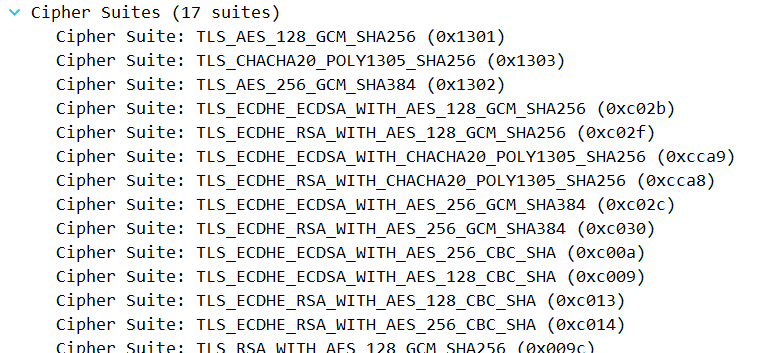 Cipher Suites (17 suites)
Cipher Suite: TLS_AES_128_GCM_SHA256 (0x1301)
Cipher Suite: TLS_CHACHA20_POLY1305_SHA256 (0x1303)
Cipher Suite: TLS_AES_256_GCM_SHA384 (0x1302)
Cipher Suite: TLS_ECDHE_ECDSA_WITH_AES_128_GCM_SHA256 (0xc02b)
Cipher Suite: TLS_ECDHE_RSA_WITH_AES_128_GCM_SHA256 (0xc02f)
Cipher Suite: TLS_ECDHE_ECDSA_WITH_CHACHA20_POLY1305_SHA256 (0xcca9)
Cipher Suite: TLS_ECDHE_RSA_WITH_CHACHA20_POLY1305_SHA256 (0xcca8)
Cipher Suite: TLS_ECDHE_ECDSA_WITH_AES_256_GCM_SHA384 (0xc02c)
Cipher Suite: TLS_ECDHE_RSA_WITH_AES_256_GCM_SHA384 (0xc030)
Cipher Suite: TLS_ECDHE_ECDSA_WITH_AES_256_CBC_SHA (0xc00a)
Cipher Suite: TLS_ECDHE_ECDSA_WITH_AES_128_CBC_SHA (0xc009)
Cipher Suite: TLS_ECDHE_RSA_WITH_AES_128_CBC_SHA (0xc013)
Cipher Suite: TLS_ECDHE_RSA_WITH_AES_256_CBC_SHA (0xc014)
Cipher Suite: TLS_RSA_WITH_AES_128_GCM_SHA256 (0x009c)